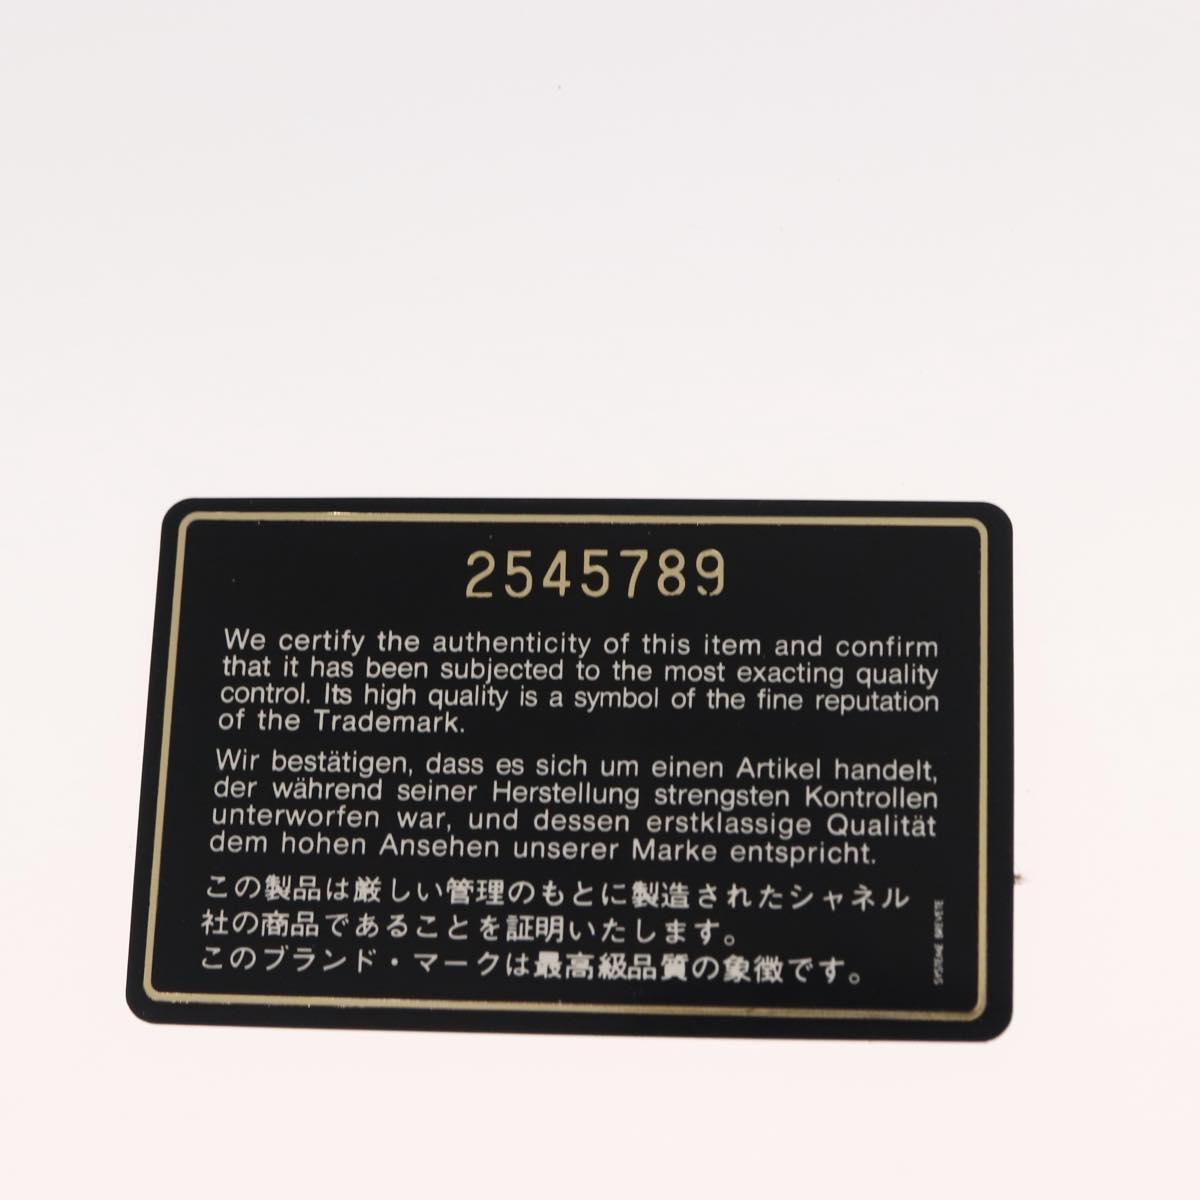 2545789
We certify the authenticity of this item and confirm
that it has been subjected to the most exacting quality
control. Its high quality is a symbol of the fine reputation
of the Trademark.
Wir bestätigen, dass es sich um einen Artikel handelt,
der während seiner Herstellung strengsten Kontrollen
unterworfen war, und dessen erstklassige Qualität
dem hohen Ansehen unserer Marke entspricht.
この製品は厳しい管理のもとに製造されたシャネル
社の商品であることを証明いたします。
このブランド・マークは最高級品質の象徴です。
SYSTEME BREVETE